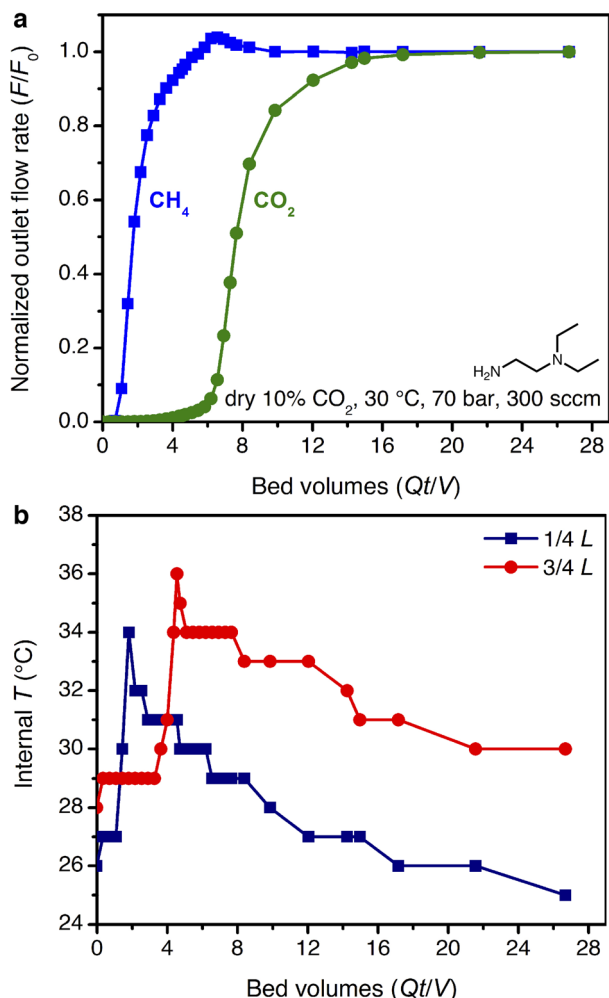 a
Normalized outlet flow rate (F/F₀)
1.0
0.8
0.6
0.4
0.2
0.0
CH₄
CO₂
H₂N
N
dry 10% CO₂, 30 °C, 70 bar, 300 sccm
0 4 8 12 16 20 24 28
Bed volumes (Qt/V)
b
Internal T (°C)
38
36
34
32
30
28
26
24
1/4 L
3/4 L
0 4 8 12 16 20 24 28
Bed volumes (Qt/V)